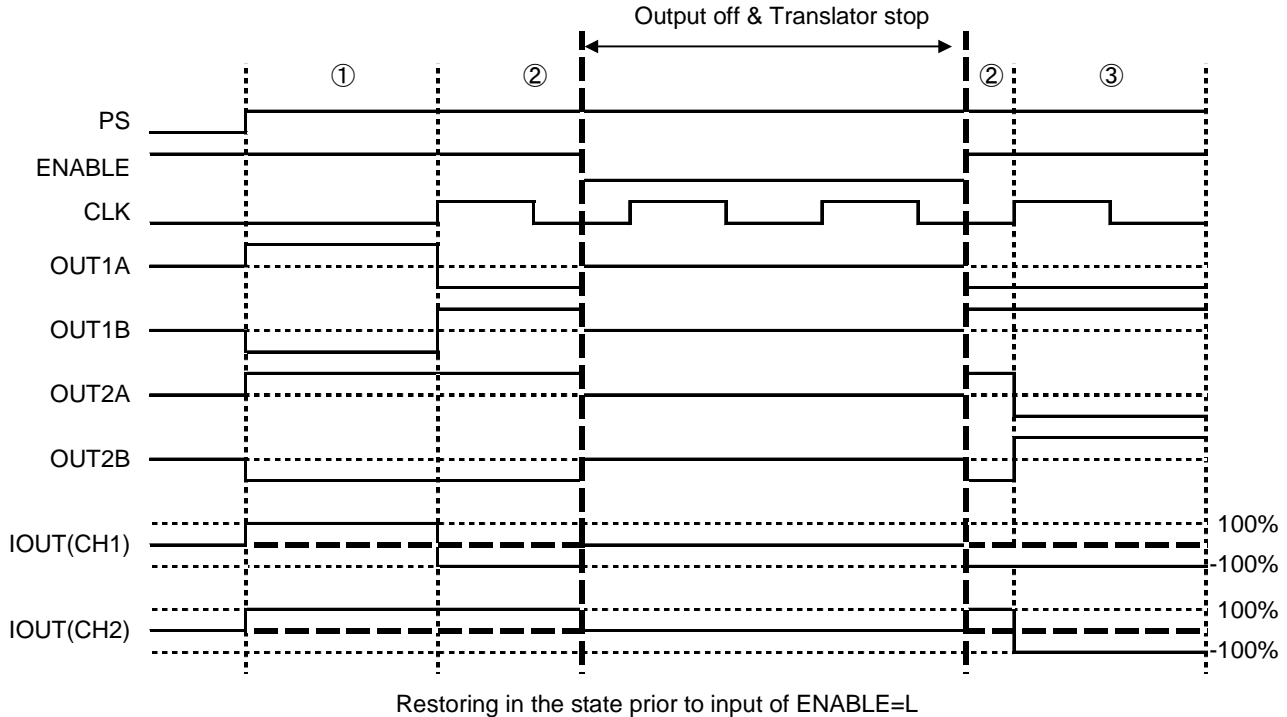 Output off & Translator stop
① ② ② ③
PS
ENABLE
CLK
OUT1A
OUT1B
OUT2A
OUT2B
IOUT(CH1)
100%
-100%
IOUT(CH2)
100%
-100%
Restoring in the state prior to input of ENABLE=L